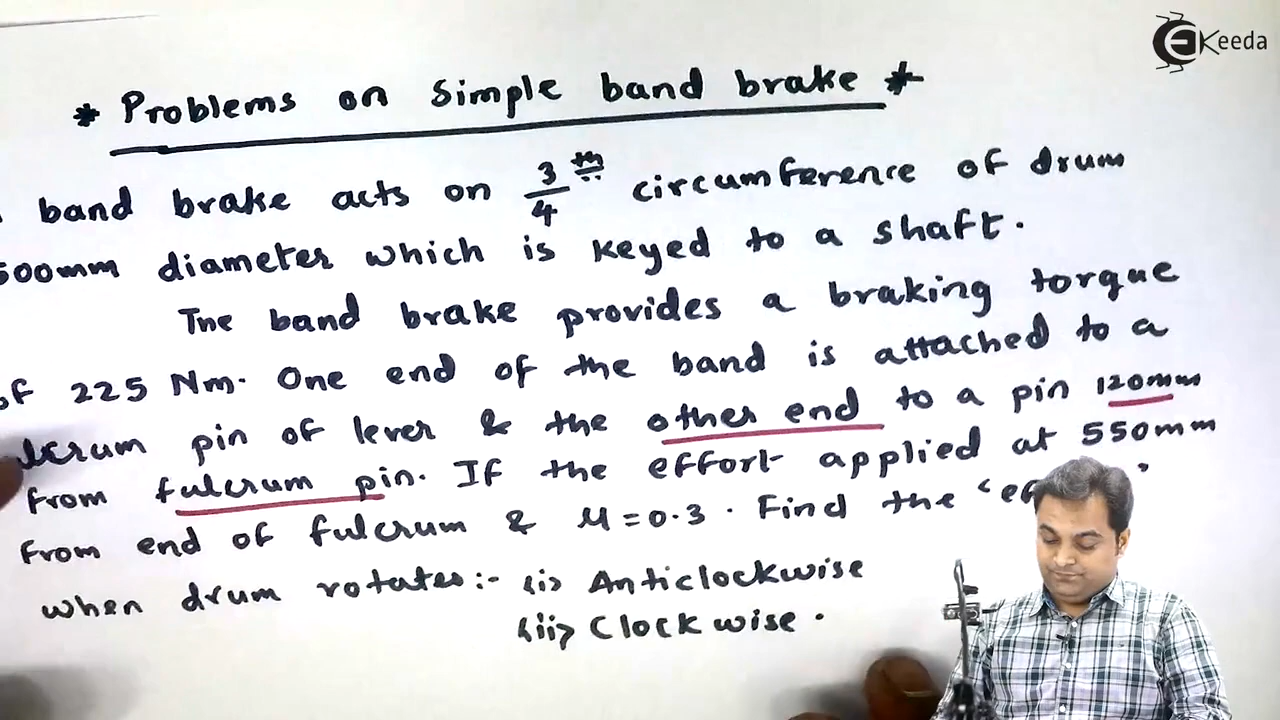 EKeeda
* Problems on simple band brake *
band brake acts on 3/4 th circumference of drum
500mm diameter which is keyed to a shaft.
The band brake provides a braking torque
of 225 Nm. One end of the band is attached to a
pin of lever & the other end to a pin 120mm
from fulcrum pin. If the effort applied at 550mm
from end of fulcrum & μ = 0.3. Find the
when drum rotates:- (i) Anticlockwise
(ii) Clockwise.